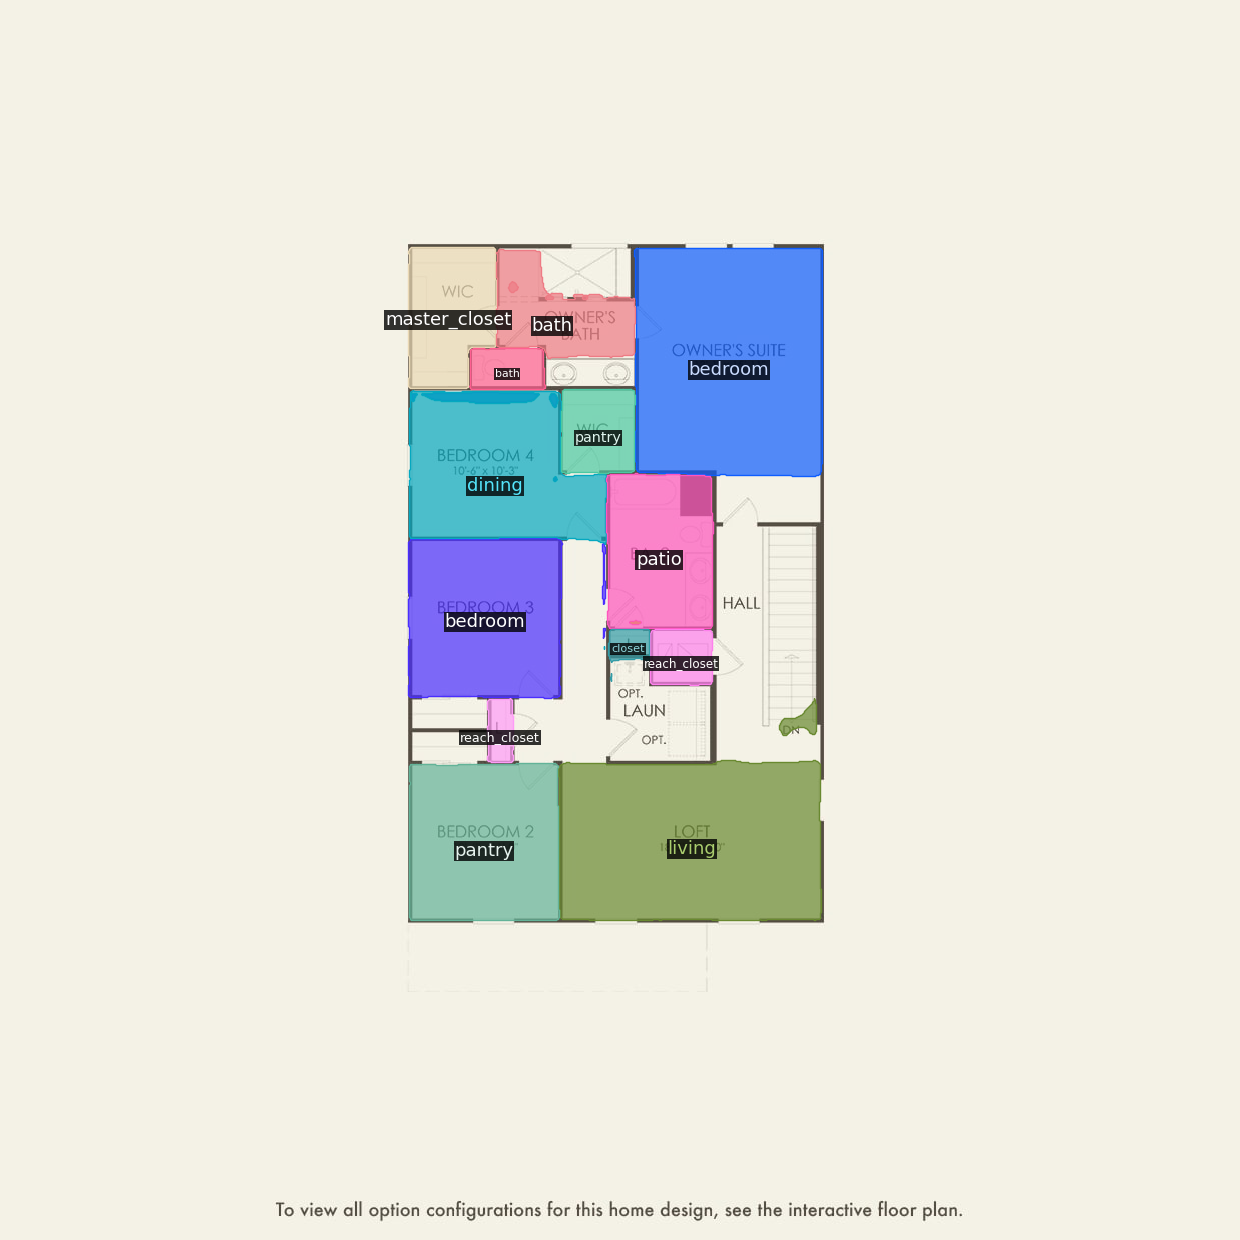 WIC
master_closet
OWNER'S
bath
BATH
OWNER'S SUITE
bedroom
bath
WIC
pantry
BEDROOM 4
10'-6" x 10'-3"
dining
patio
HALL
BEDROOM 3
bedroom
closet
reach_closet
OPT.
LAUN
OPT.
reach_closet
DN
BEDROOM 2
pantry
LOFT
living
To view all option configurations for this home design, see the interactive floor plan.